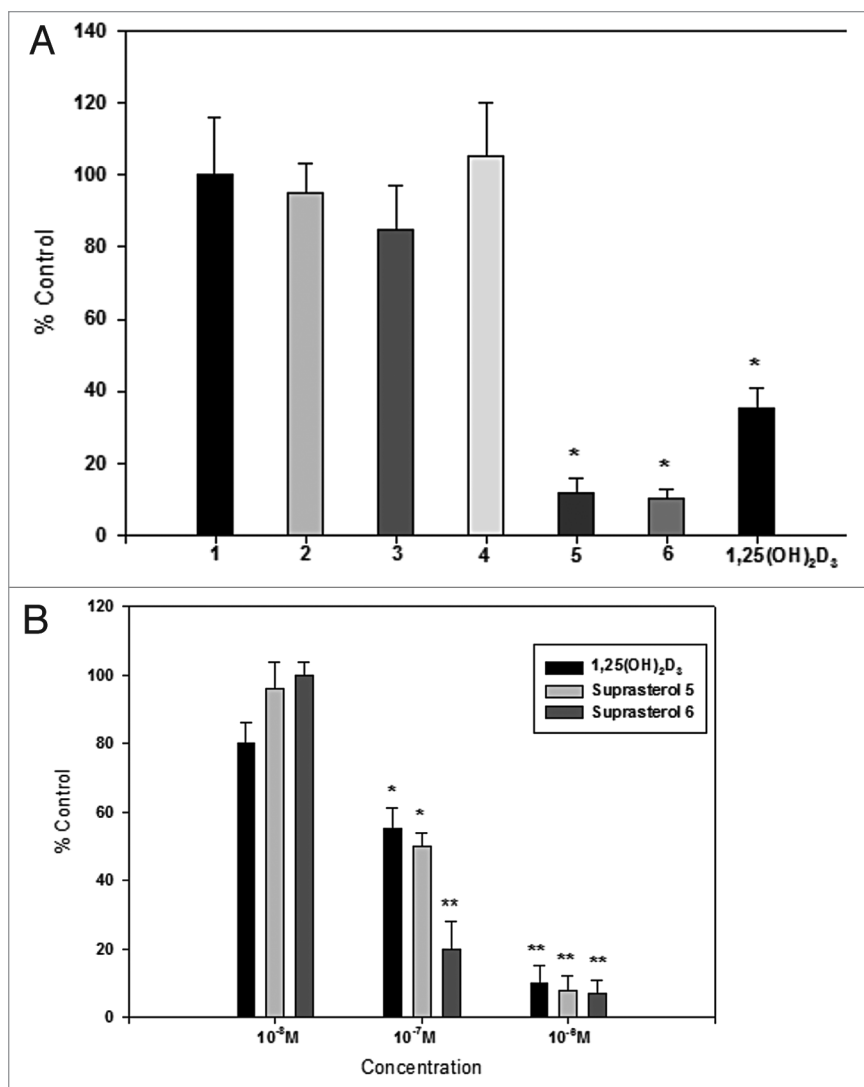 A
140
120
100
80
60
40
20
0
% Control
* * *
1 2 3 4 5 6 1,25(OH)₂D₃
B
120
100
80
60
40
20
0
% Control
1,25(OH)₂D₃
Suprasterol 5
Suprasterol 6
* * **
** ** **
10⁻⁸M 10⁻⁷M 10⁻⁶M
Concentration